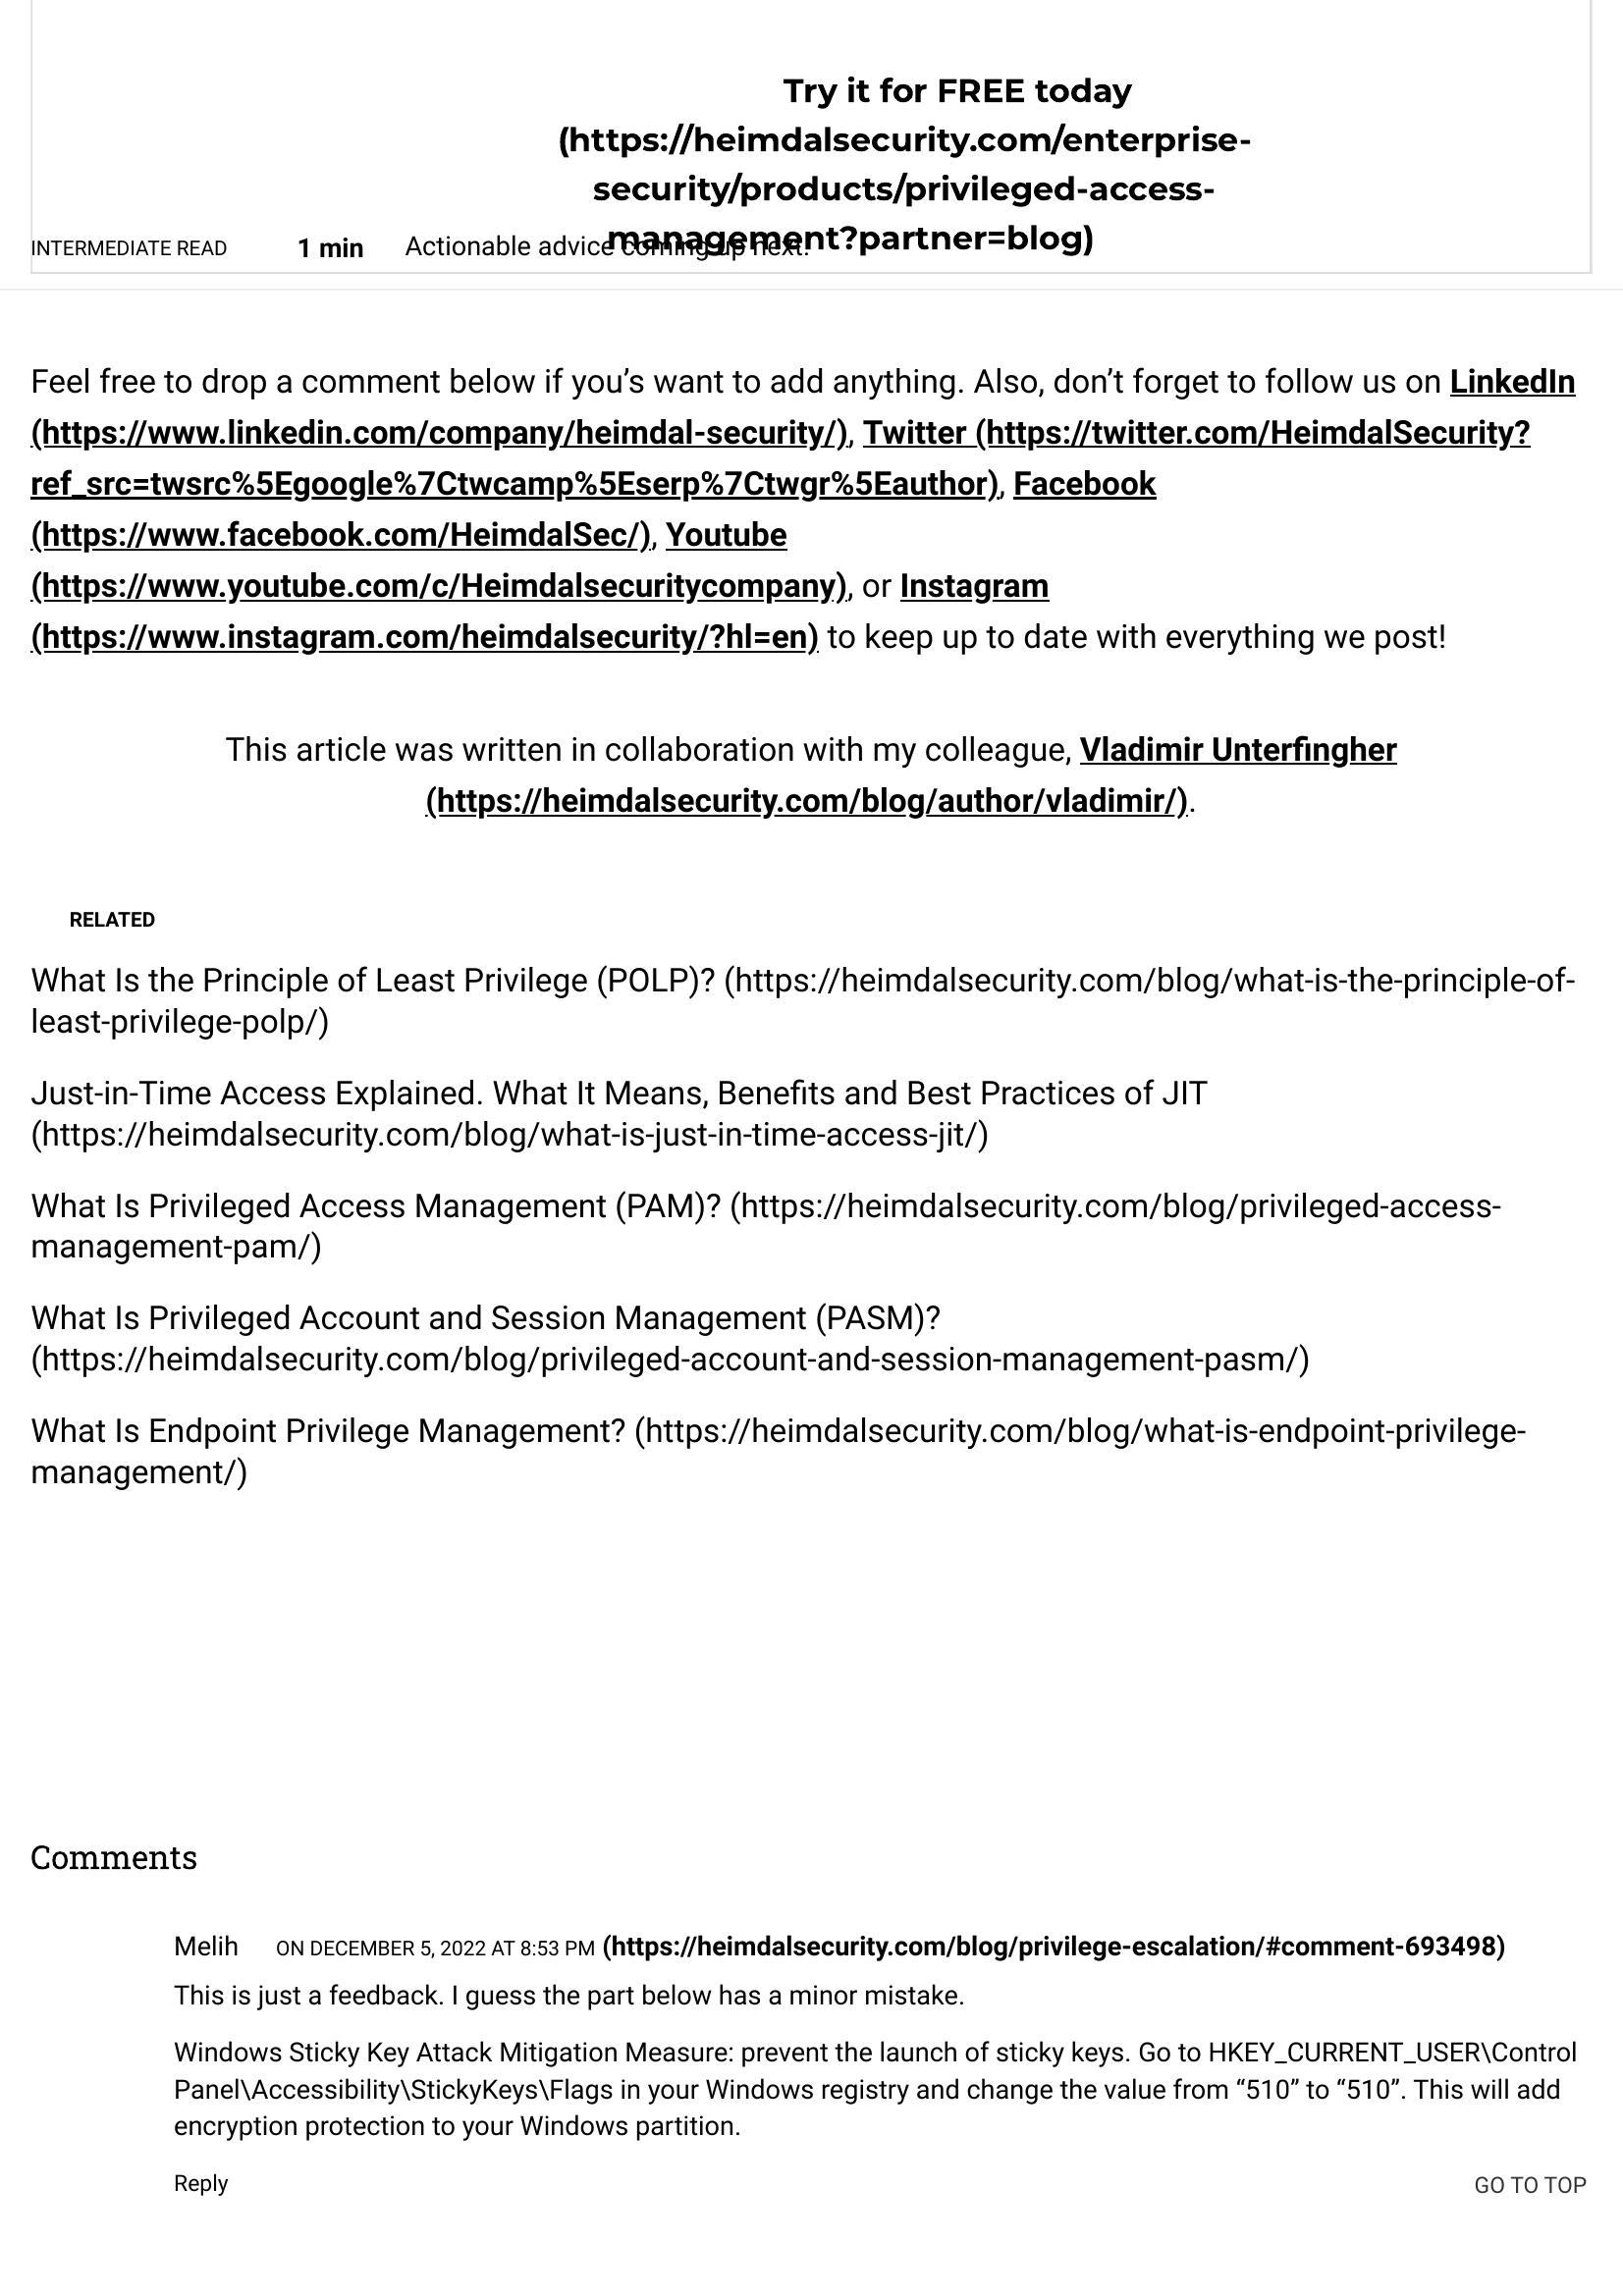 Try it for FREE today
(https://heimdalsecurity.com/enterprise-
security/products/privileged-access-
management?partner=blog)
INTERMEDIATE READ 1 min Actionable advice coming up next.
Feel free to drop a comment below if you’s want to add anything. Also, don’t forget to follow us on LinkedIn
(https://www.linkedin.com/company/heimdal-security/), Twitter (https://twitter.com/HeimdalSecurity?
ref_src=twsrc%5Egoogle%7Ctwcamp%5Eserp%7Ctwgr%5Eauthor), Facebook
(https://www.facebook.com/HeimdalSec/), Youtube
(https://www.youtube.com/c/Heimdalsecuritycompany), or Instagram
(https://www.instagram.com/heimdalsecurity/?hl=en) to keep up to date with everything we post!
This article was written in collaboration with my colleague, Vladimir Unterfingher
(https://heimdalsecurity.com/blog/author/vladimir/).
RELATED
What Is the Principle of Least Privilege (POLP)? (https://heimdalsecurity.com/blog/what-is-the-principle-of-
least-privilege-polp/)
Just-in-Time Access Explained. What It Means, Benefits and Best Practices of JIT
(https://heimdalsecurity.com/blog/what-is-just-in-time-access-jit/)
What Is Privileged Access Management (PAM)? (https://heimdalsecurity.com/blog/privileged-access-
management-pam/)
What Is Privileged Account and Session Management (PASM)?
(https://heimdalsecurity.com/blog/privileged-account-and-session-management-pasm/)
What Is Endpoint Privilege Management? (https://heimdalsecurity.com/blog/what-is-endpoint-privilege-
management/)
Comments
Melih ON DECEMBER 5, 2022 AT 8:53 PM (https://heimdalsecurity.com/blog/privilege-escalation/#comment-693498)
This is just a feedback. I guess the part below has a minor mistake.
Windows Sticky Key Attack Mitigation Measure: prevent the launch of sticky keys. Go to HKEY_CURRENT_USER\Control
Panel\Accessibility\StickyKeys\Flags in your Windows registry and change the value from “510” to “510”. This will add
encryption protection to your Windows partition.
Reply
GO TO TOP